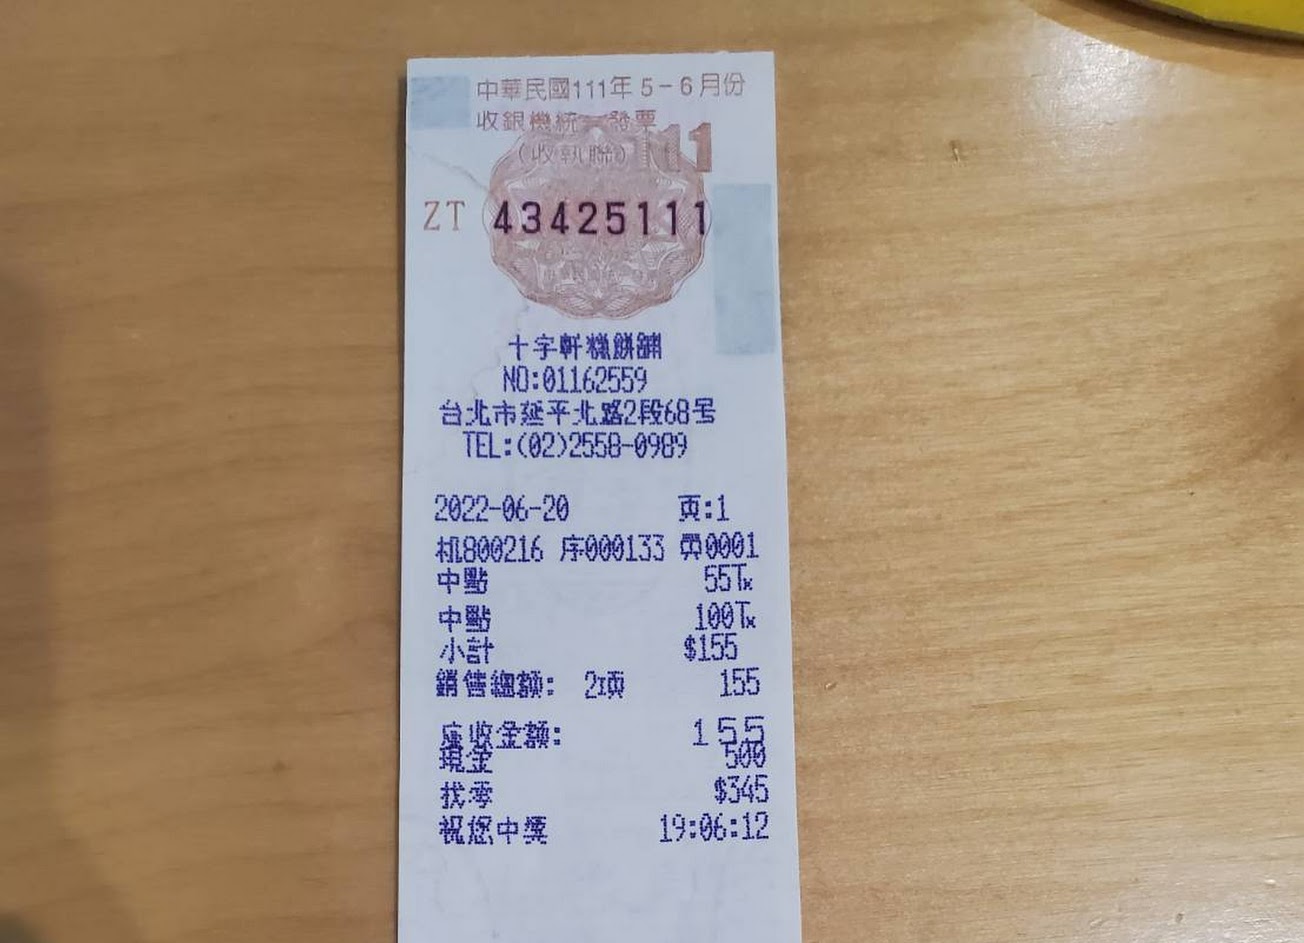 中華民國111年5-6月份
收銀機統一發票
(收執聯)
111
ZT 43425111
十字軒糕餅舖
NO:01162559
台北市延平北路2段68号
TEL:(02)2558-0989
2022-06-20 頁:1
机800216 序000133 員0001
中點 55Tx
中點 100Tx
小計 $155
銷售總額: 2項 155
應收金額: 155
現金 500
找零 $345
祝您中獎 19:06:12